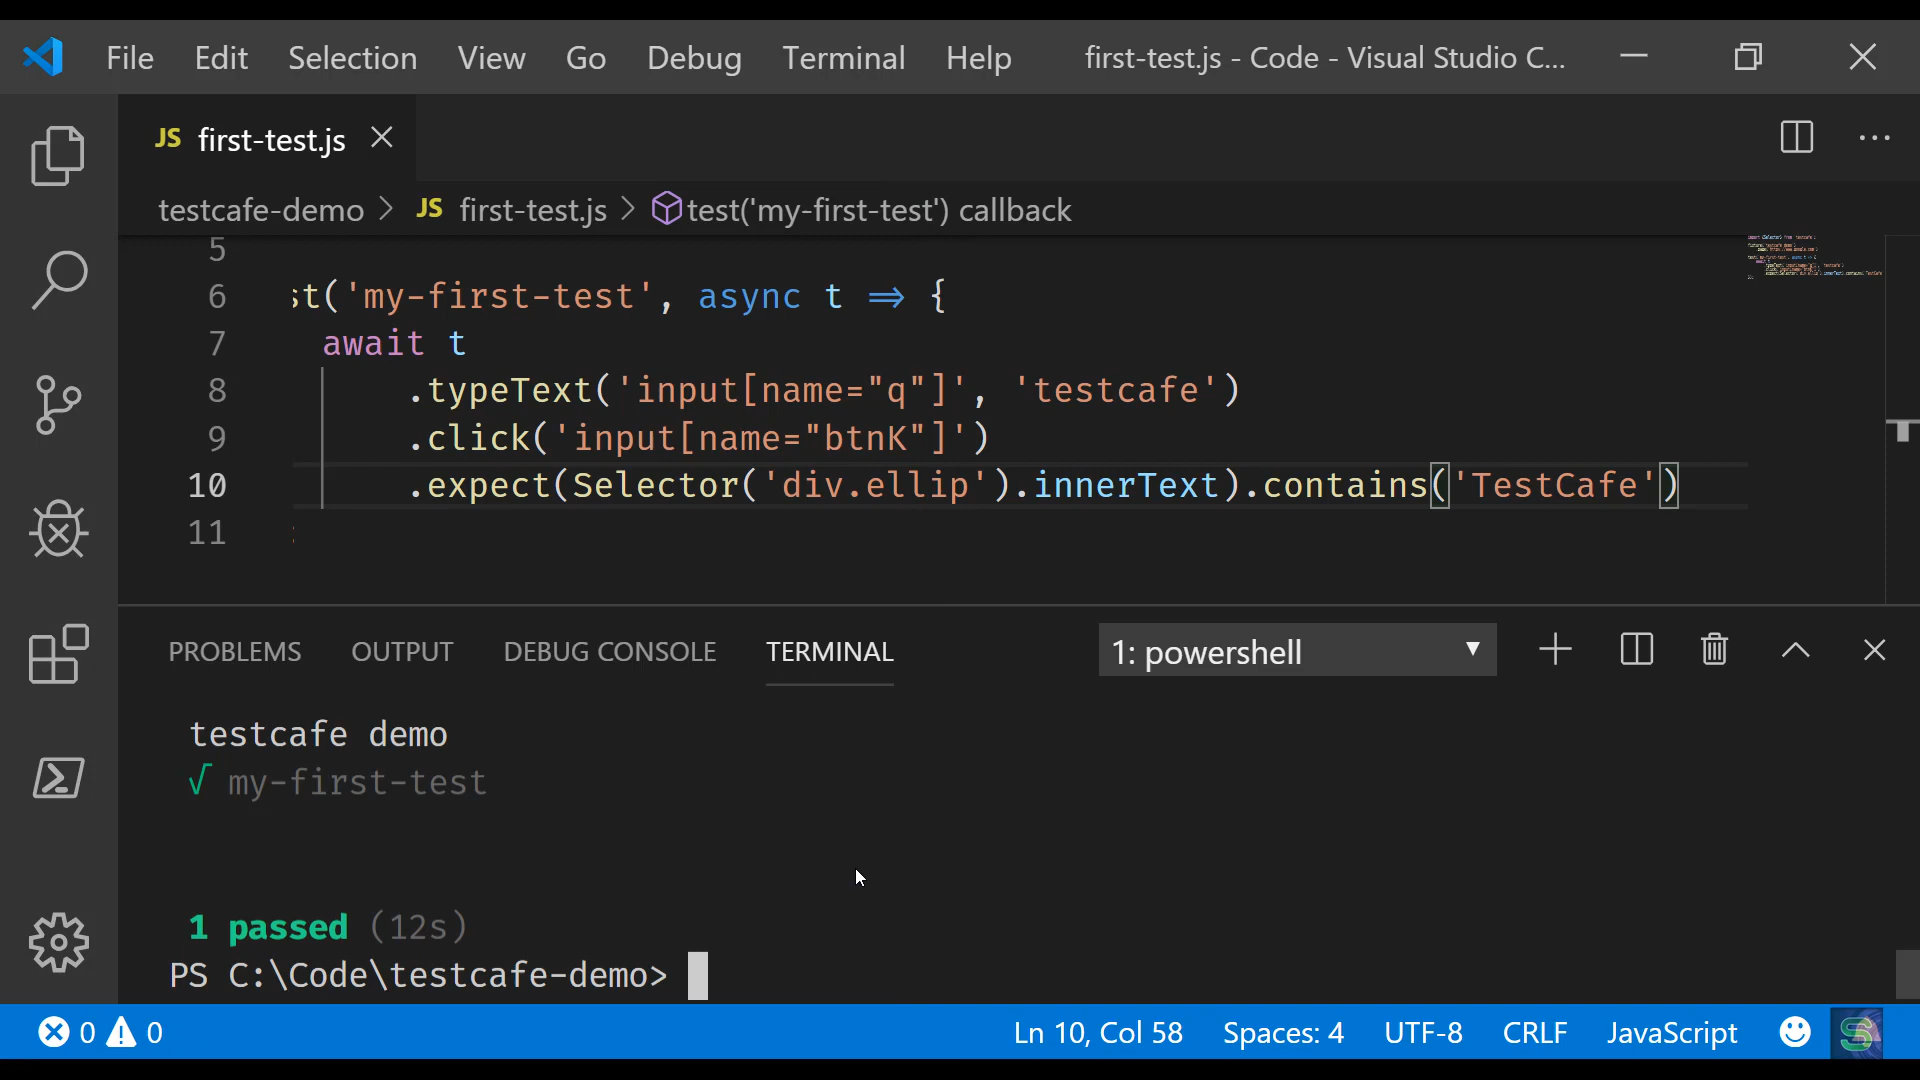 File Edit Selection View Go Debug Terminal Help first-test.js - Code - Visual Studio C...
JS first-test.js
testcafe-demo > JS first-test.js > test('my-first-test') callback
5
6 st('my-first-test', async t => {
7 await t
8 .typeText('input[name="q"]', 'testcafe')
9 .click('input[name="btnK"]')
10 .expect(Selector('div.ellip').innerText).contains('TestCafe')
11
PROBLEMS OUTPUT DEBUG CONSOLE TERMINAL 1: powershell
testcafe demo
√ my-first-test
1 passed (12s)
PS C:\Code\testcafe-demo>
0 0 Ln 10, Col 58 Spaces: 4 UTF-8 CRLF JavaScript